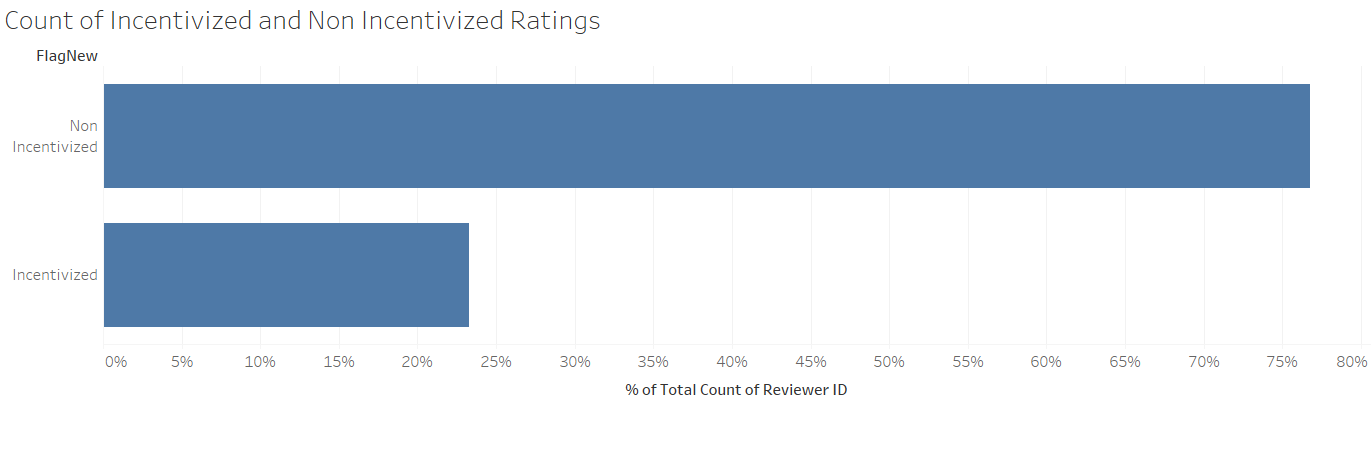 Count of Incentivized and Non Incentivized Ratings
FlagNew
Non
Incentivized
Incentivized
0% 5% 10% 15% 20% 25% 30% 35% 40% 45% 50% 55% 60% 65% 70% 75% 80%
% of Total Count of Reviewer ID